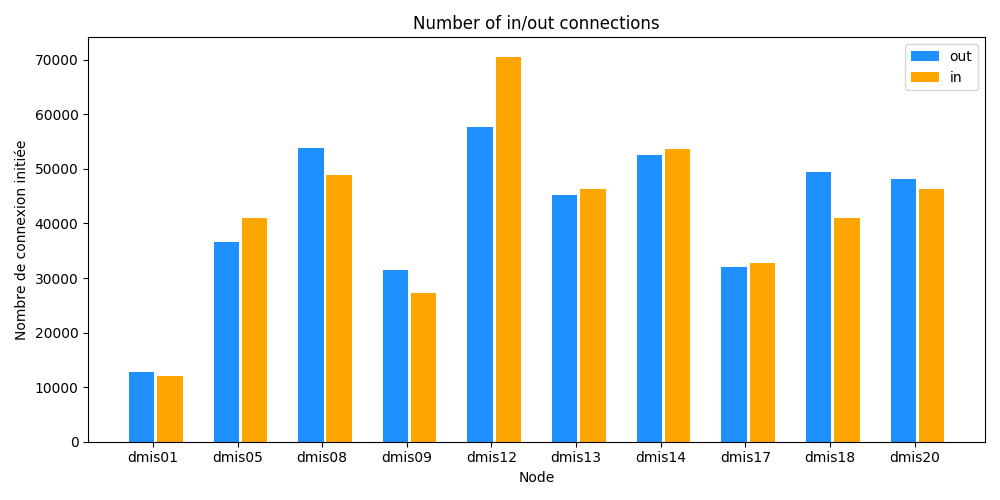 Number of in/out connections
out
in
Nombre de connexion initiée
70000
60000
50000
40000
30000
20000
10000
0
dmis01 dmis05 dmis08 dmis09 dmis12 dmis13 dmis14 dmis17 dmis18 dmis20
Node